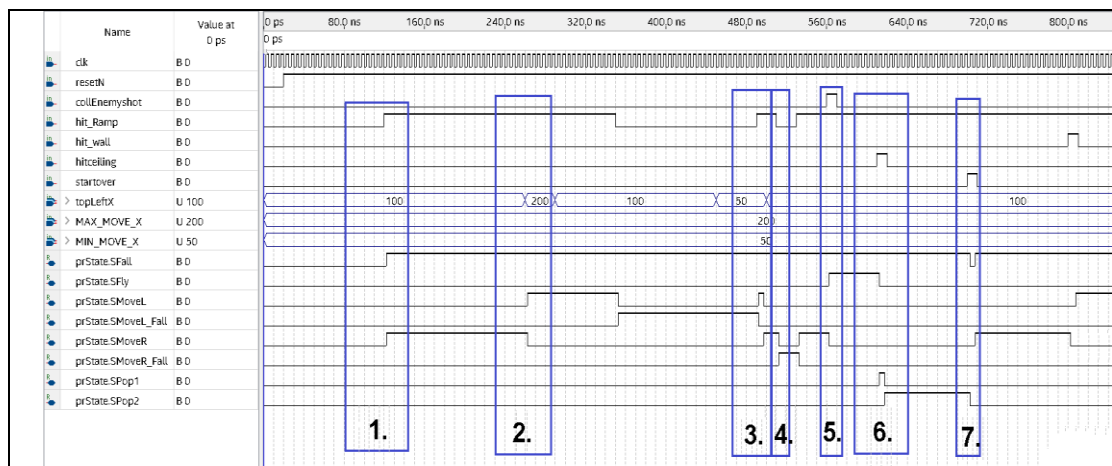 Name Value at 0 ps
0 ps 80.0 ns 160.0 ns 240.0 ns 320.0 ns 400.0 ns 480.0 ns 560.0 ns 640.0 ns 720.0 ns 800.0 ns
0 ps
clk B 0
resetN B 0
collEnemyshot B 0
hit_Ramp B 0
hit_wall B 0
hitceiling B 0
startover B 0
topLeftX U 100 100 200 100 50 100
MAX_MOVE_X U 200 200
MIN_MOVE_X U 50 50
prState.SFall B 0
prState.SFly B 0
prState.SMoveL B 0
prState.SMoveL_Fall B 0
prState.SMoveR B 0
prState.SMoveR_Fall B 0
prState.SPop1 B 0
prState.SPop2 B 0
1. 2. 3. 4. 5. 6. 7.